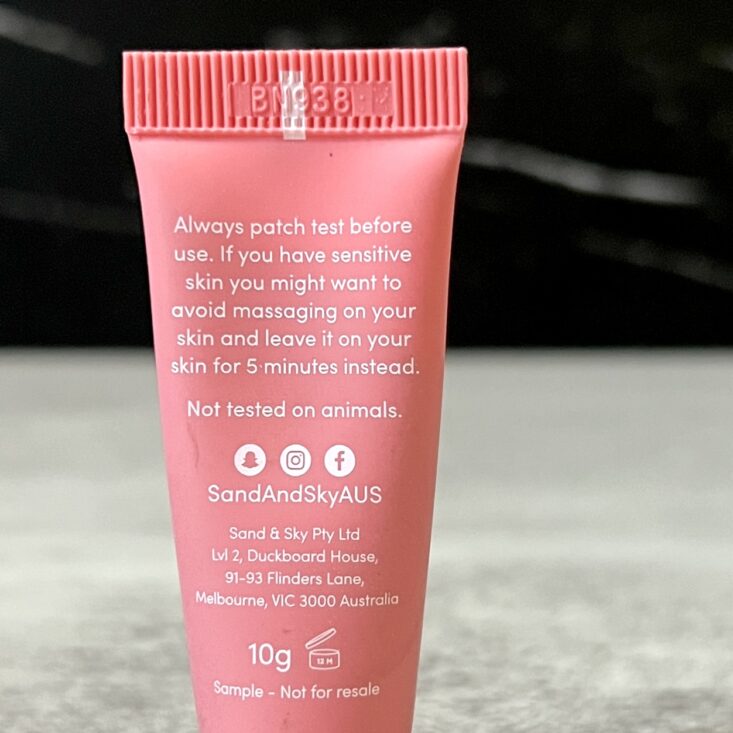 BN938
Always patch test before
use. If you have sensitive
skin you might want to
avoid massaging on your
skin and leave it on your
skin for 5 minutes instead.
Not tested on animals.
SandAndSkyAUS
Sand & Sky Pty Ltd
Lvl 2, Duckboard House,
91-93 Flinders Lane,
Melbourne, VIC 3000 Australia
10g
12 M
Sample - Not for resale